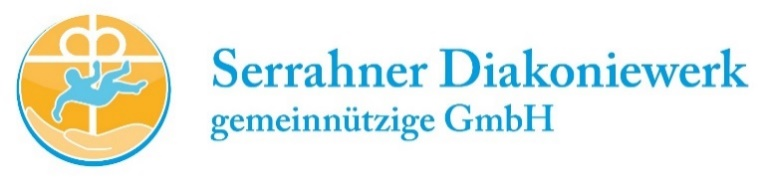 Serrahner Diakoniewerk
gemeinnützige GmbH